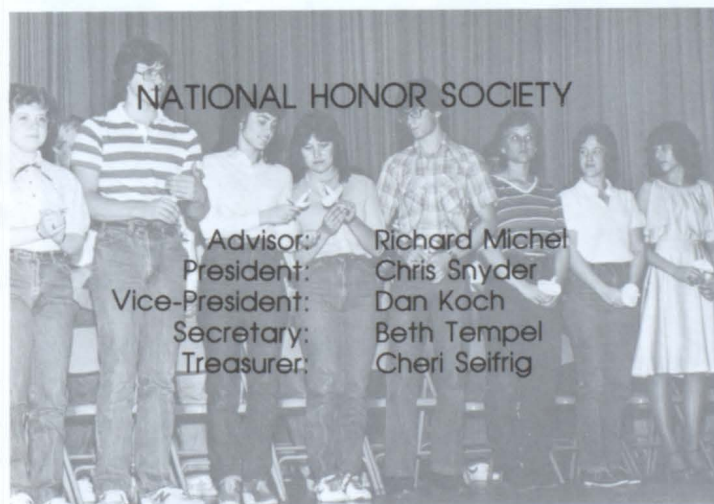 NATIONAL HONOR SOCIETY
Advisor: Richard Michel
President: Chris Snyder
Vice-President: Dan Koch
Secretary: Beth Tempel
Treasurer: Cheri Seifrig